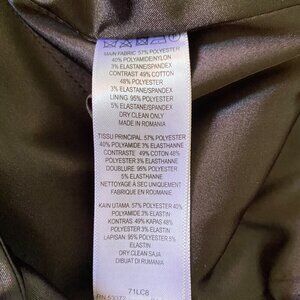 MAIN FABRIC 57% POLYESTER
40% POLYAMIDE/NYLON
3% ELASTANE/SPANDEX
CONTRAST 49% COTTON
48% POLYESTER
3% ELASTANE/SPANDEX
LINING 95% POLYESTER
5% ELASTANE/SPANDEX
DRY CLEAN ONLY
MADE IN ROMANIA
TISSU PRINCIPAL 57% POLYESTER
40% POLYAMIDE 3% ELASTHANNE
CONTRASTE 49% COTON 48%
POLYESTER 3% ELASTHANNE
DOUBLURE 95% POLYESTER
5% ELASTHANNE
NETTOYAGE À SEC UNIQUEMENT
FABRIQUE EN ROUMANIE
KAIN UTAMA 57% POLYESTER 40%
POLYAMIDE 3% ELASTIN
KONTRAS 49% KAPAS 48%
POLYESTER 3% ELASTIN
LAPISAN 95% POLYESTER 5%
ELASTIN
DRY CLEAN SAJA
DIBUAT DI RUMANIA
71LC8
RN